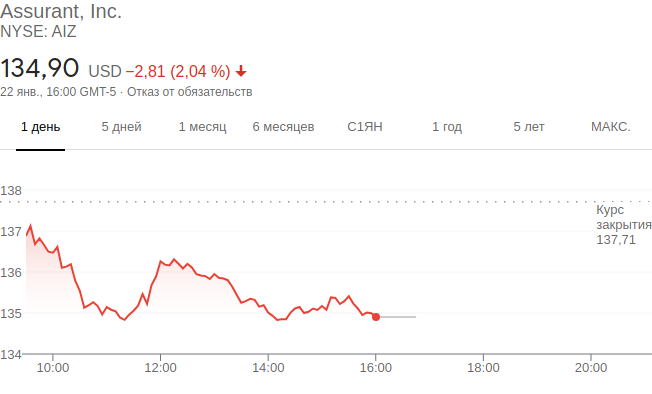 Assurant, Inc.
NYSE: AIZ
134,90 USD −2,81 (2,04 %)
22 янв., 16:00 GMT-5 · Отказ от обязательств
1 день 5 дней 1 месяц 6 месяцев С1ЯН 1 год 5 лет МАКС.
138
Курс
закрытия
137,71
137
136
135
134
10:00 12:00 14:00 16:00 18:00 20:00